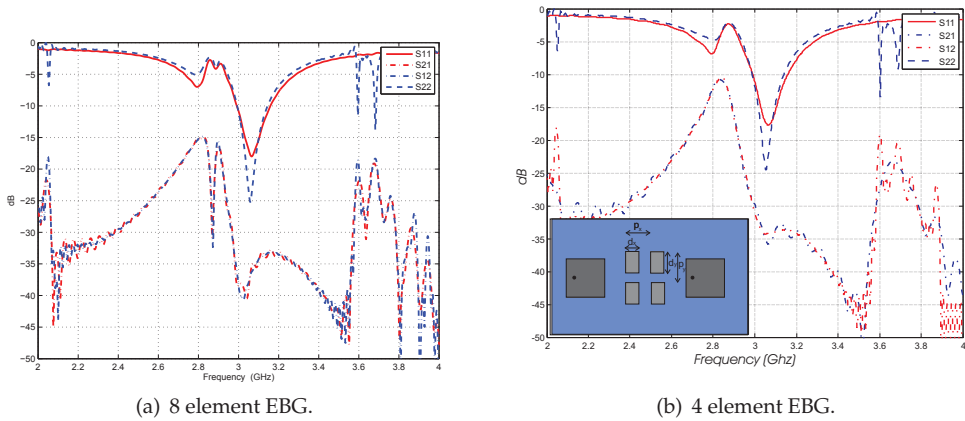 0
-5
-10
-15
-20
-25
-30
-35
-40
-45
-50
dB
2
2.2
2.4
2.6
2.8
3
3.2
3.4
3.6
3.8
4
Frequency (GHz)
S11
S21
S12
S22
(a) 8 element EBG.
0
-5
-10
-15
-20
-25
-30
-35
-40
-45
-50
dB
2
2.2
2.4
2.6
2.8
3
3.2
3.4
3.6
3.8
4
Frequency (Ghz)
S11
S21
S12
S22
px
dx
(b) 4 element EBG.